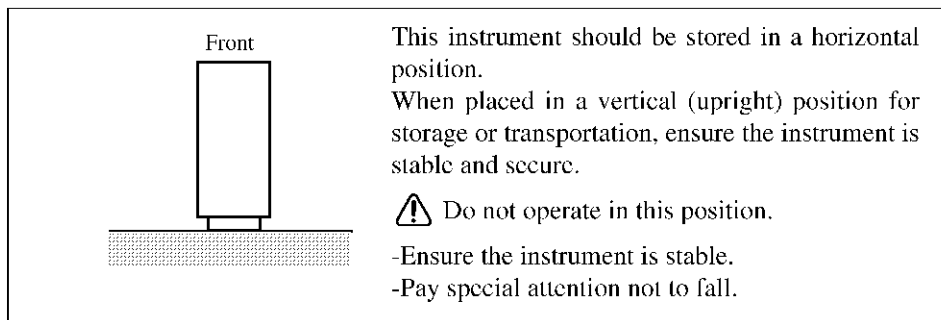 Front
This instrument should be stored in a horizontal
position.
When placed in a vertical (upright) position for
storage or transportation, ensure the instrument is
stable and secure.
Do not operate in this position.
-Ensure the instrument is stable.
-Pay special attention not to fall.